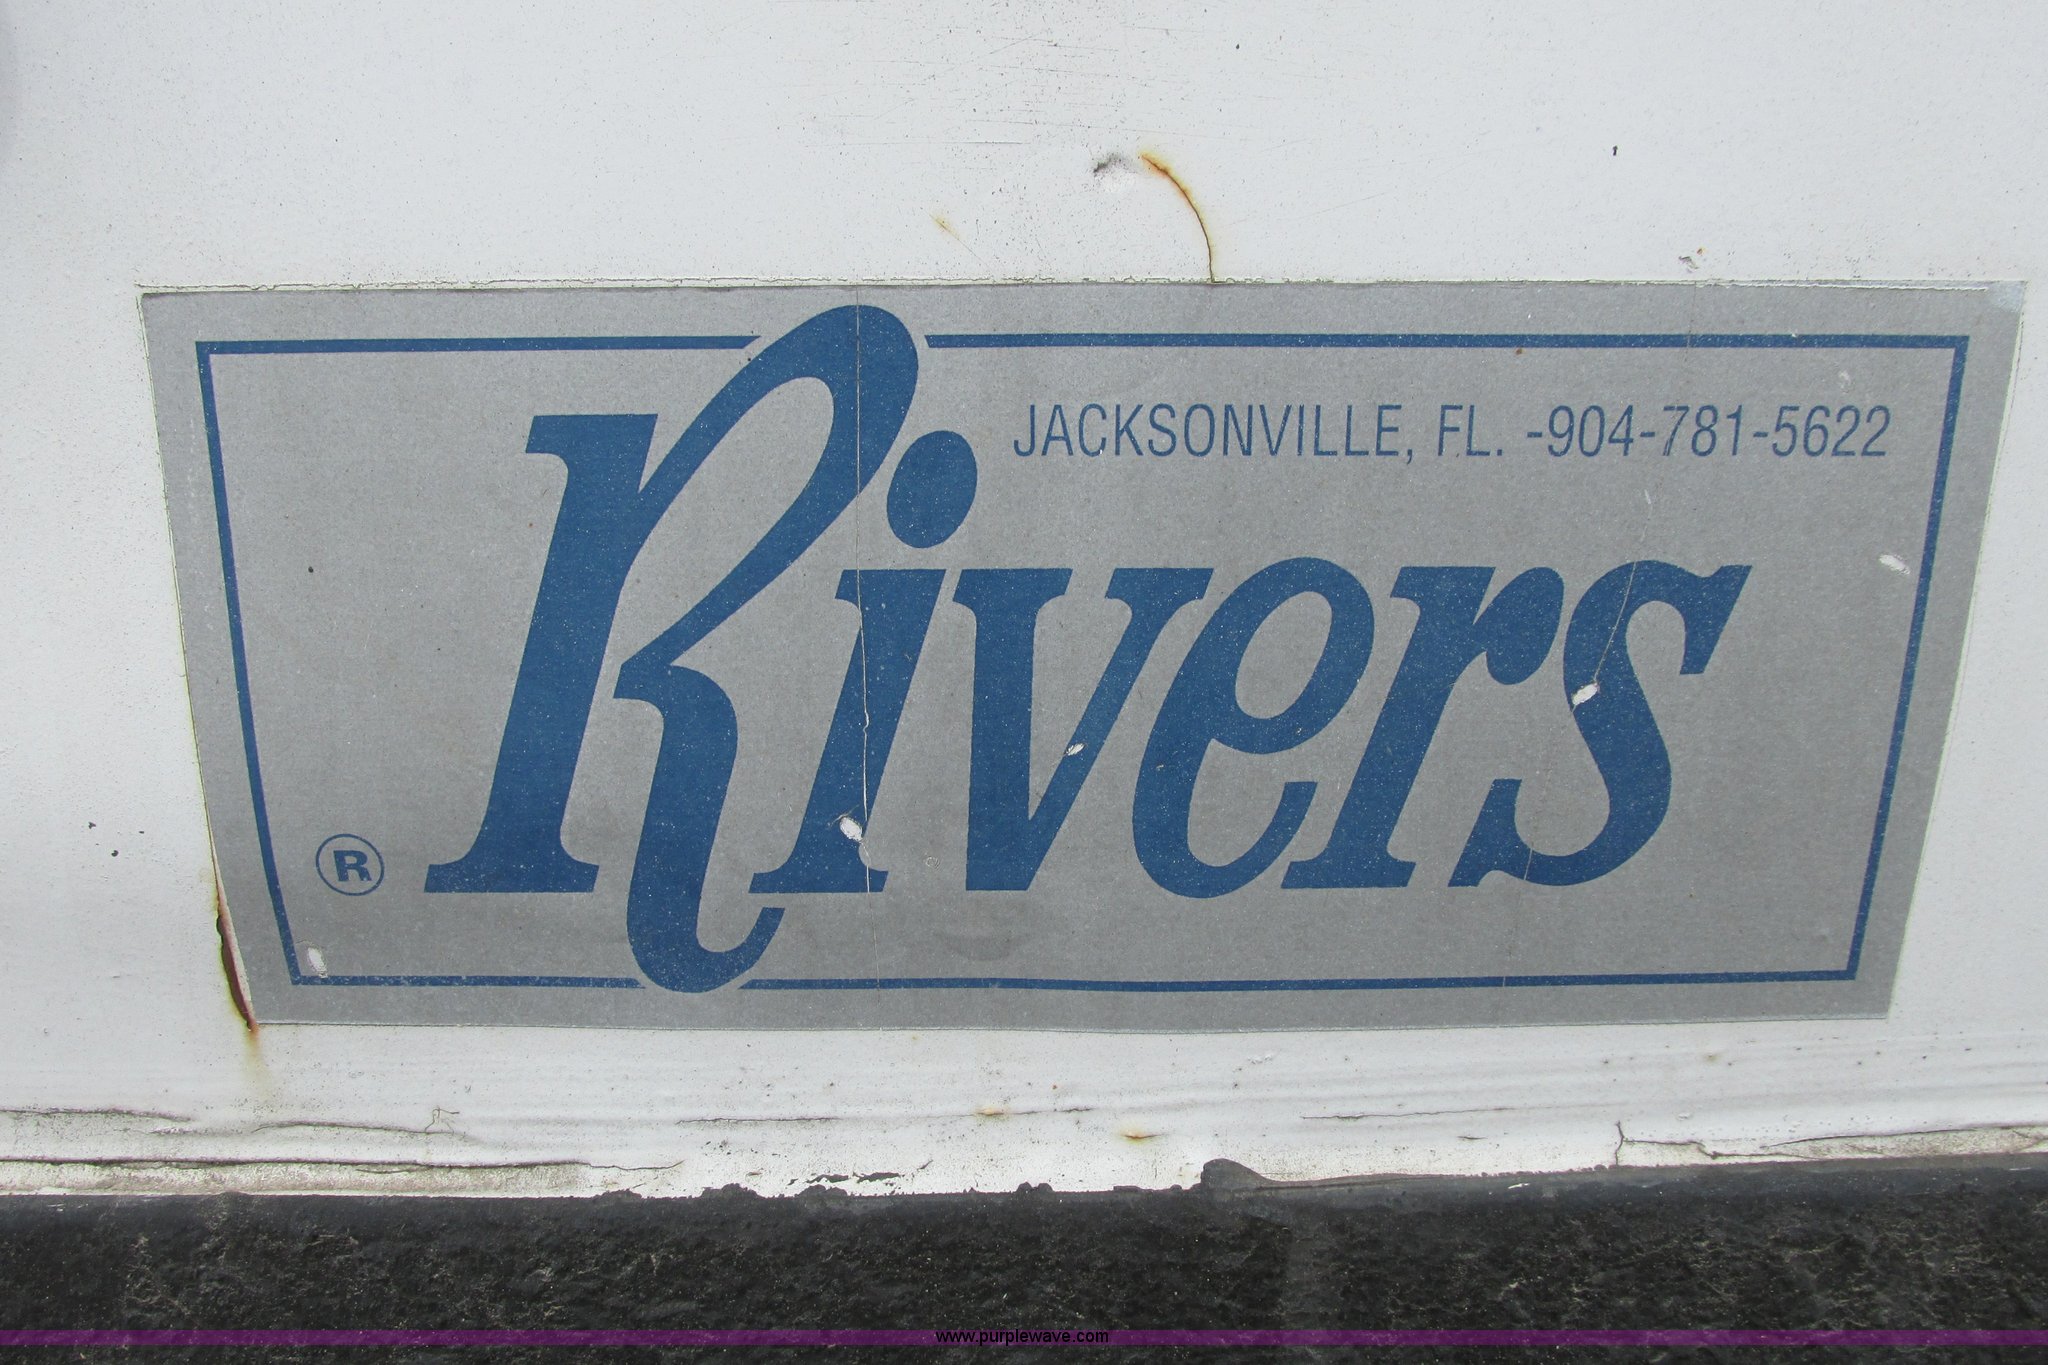 JACKSONVILLE, FL. -904-781-5622
Rivers
®
www.purplewave.com